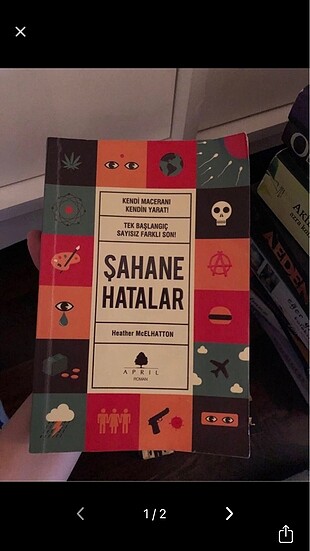 KENDİ MACERANI
KENDİN YARAT!
TEK BAŞLANGIÇ
SAYISIZ FARKLI SON!
ŞAHANE
HATALAR
Heather McELHATTON
APRIL
ROMAN
1/2